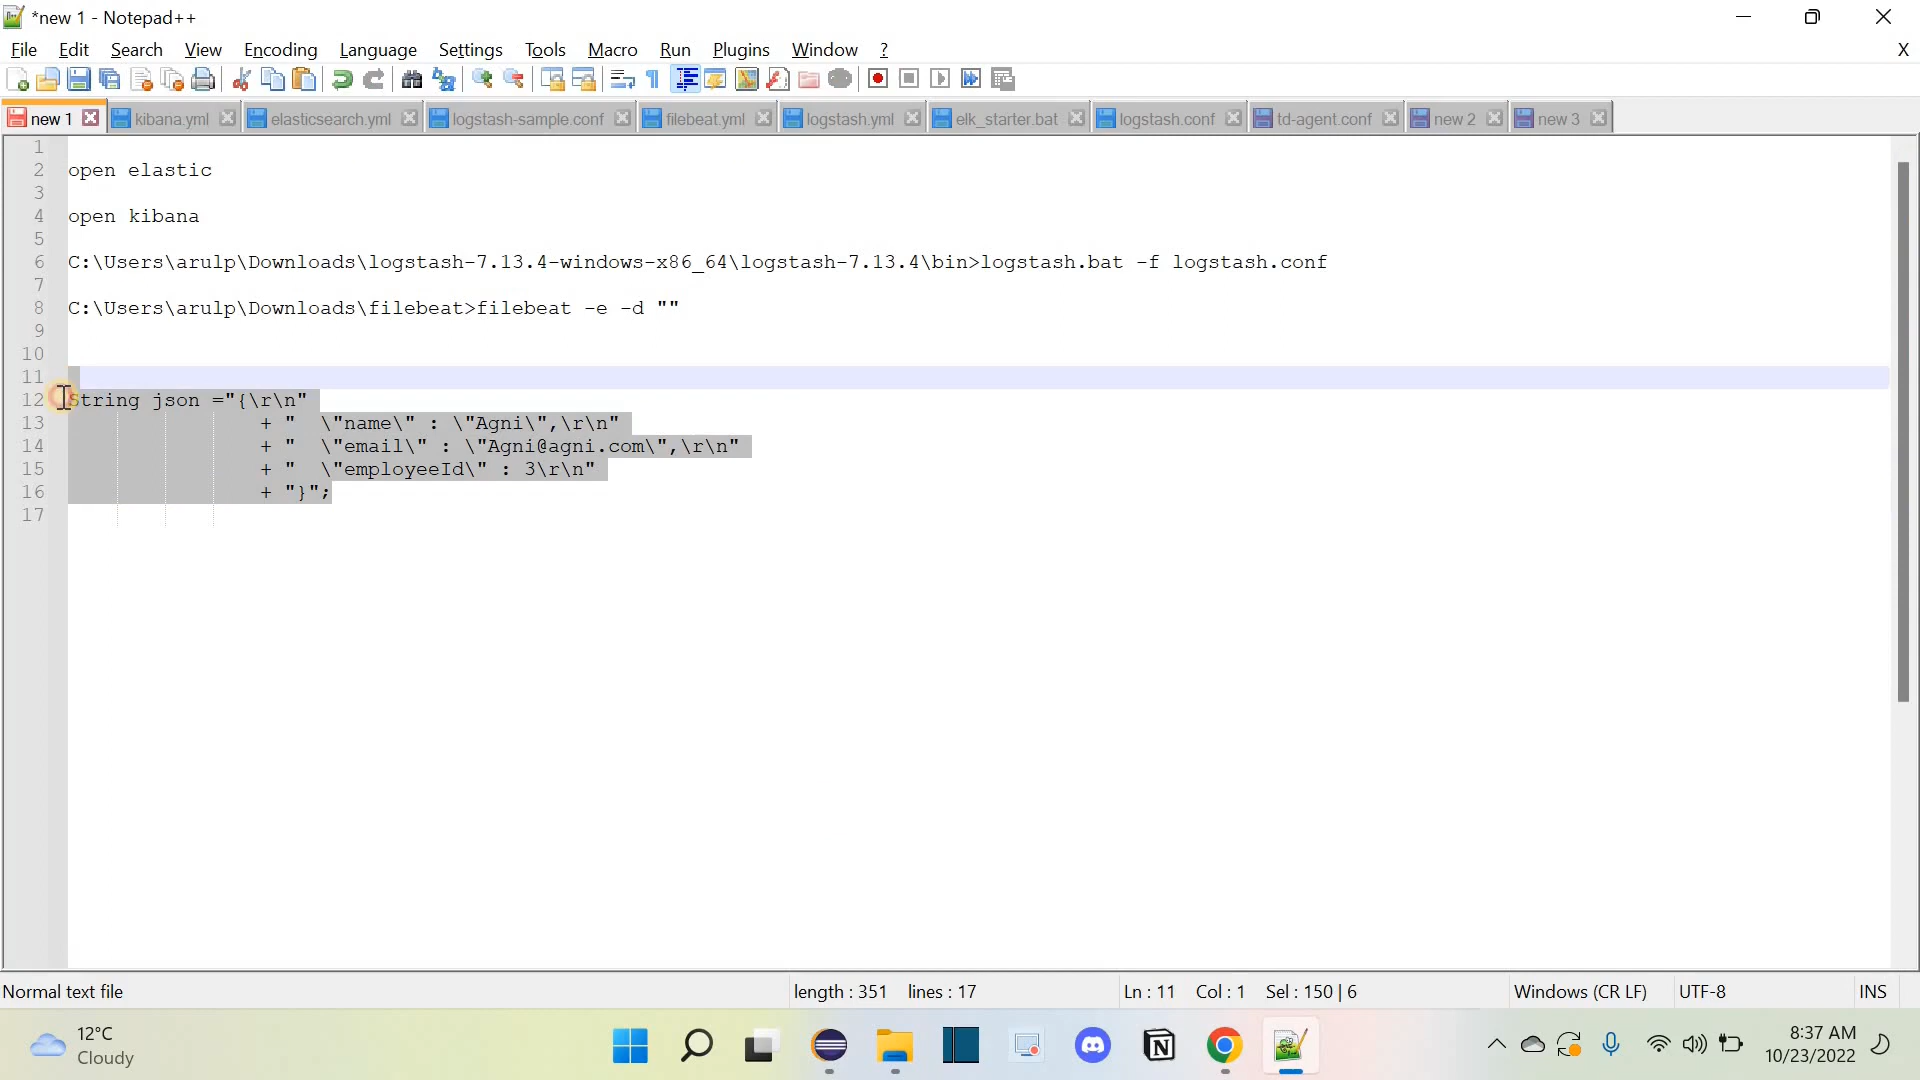 *new 1 - Notepad++
File Edit Search View Encoding Language Settings Tools Macro Run Plugins Window ? X
new 1 kibana.yml elasticsearch.yml logstash-sample.conf filebeat.yml logstash.yml elk_starter.bat logstash.conf td-agent.conf new 2 new 3
1
2 open elastic
3
4 open kibana
5
6 C:\Users\arulp\Downloads\logstash-7.13.4-windows-x86_64\logstash-7.13.4\bin>logstash.bat -f logstash.conf
7
8 C:\Users\arulp\Downloads\filebeat>filebeat -e -d ""
9
10
11
12 String json ="{\r\n"
13 + "  \"name\" : \"Agni\",\r\n"
14 + "  \"email\" : \"Agni@agni.com\",\r\n"
15 + "  \"employeeId\" : 3\r\n"
16 + "}";
17
Normal text file length : 351 lines : 17 Ln : 11 Col : 1 Sel : 150 | 6 Windows (CR LF) UTF-8 INS
12°C
Cloudy
8:37 AM
10/23/2022